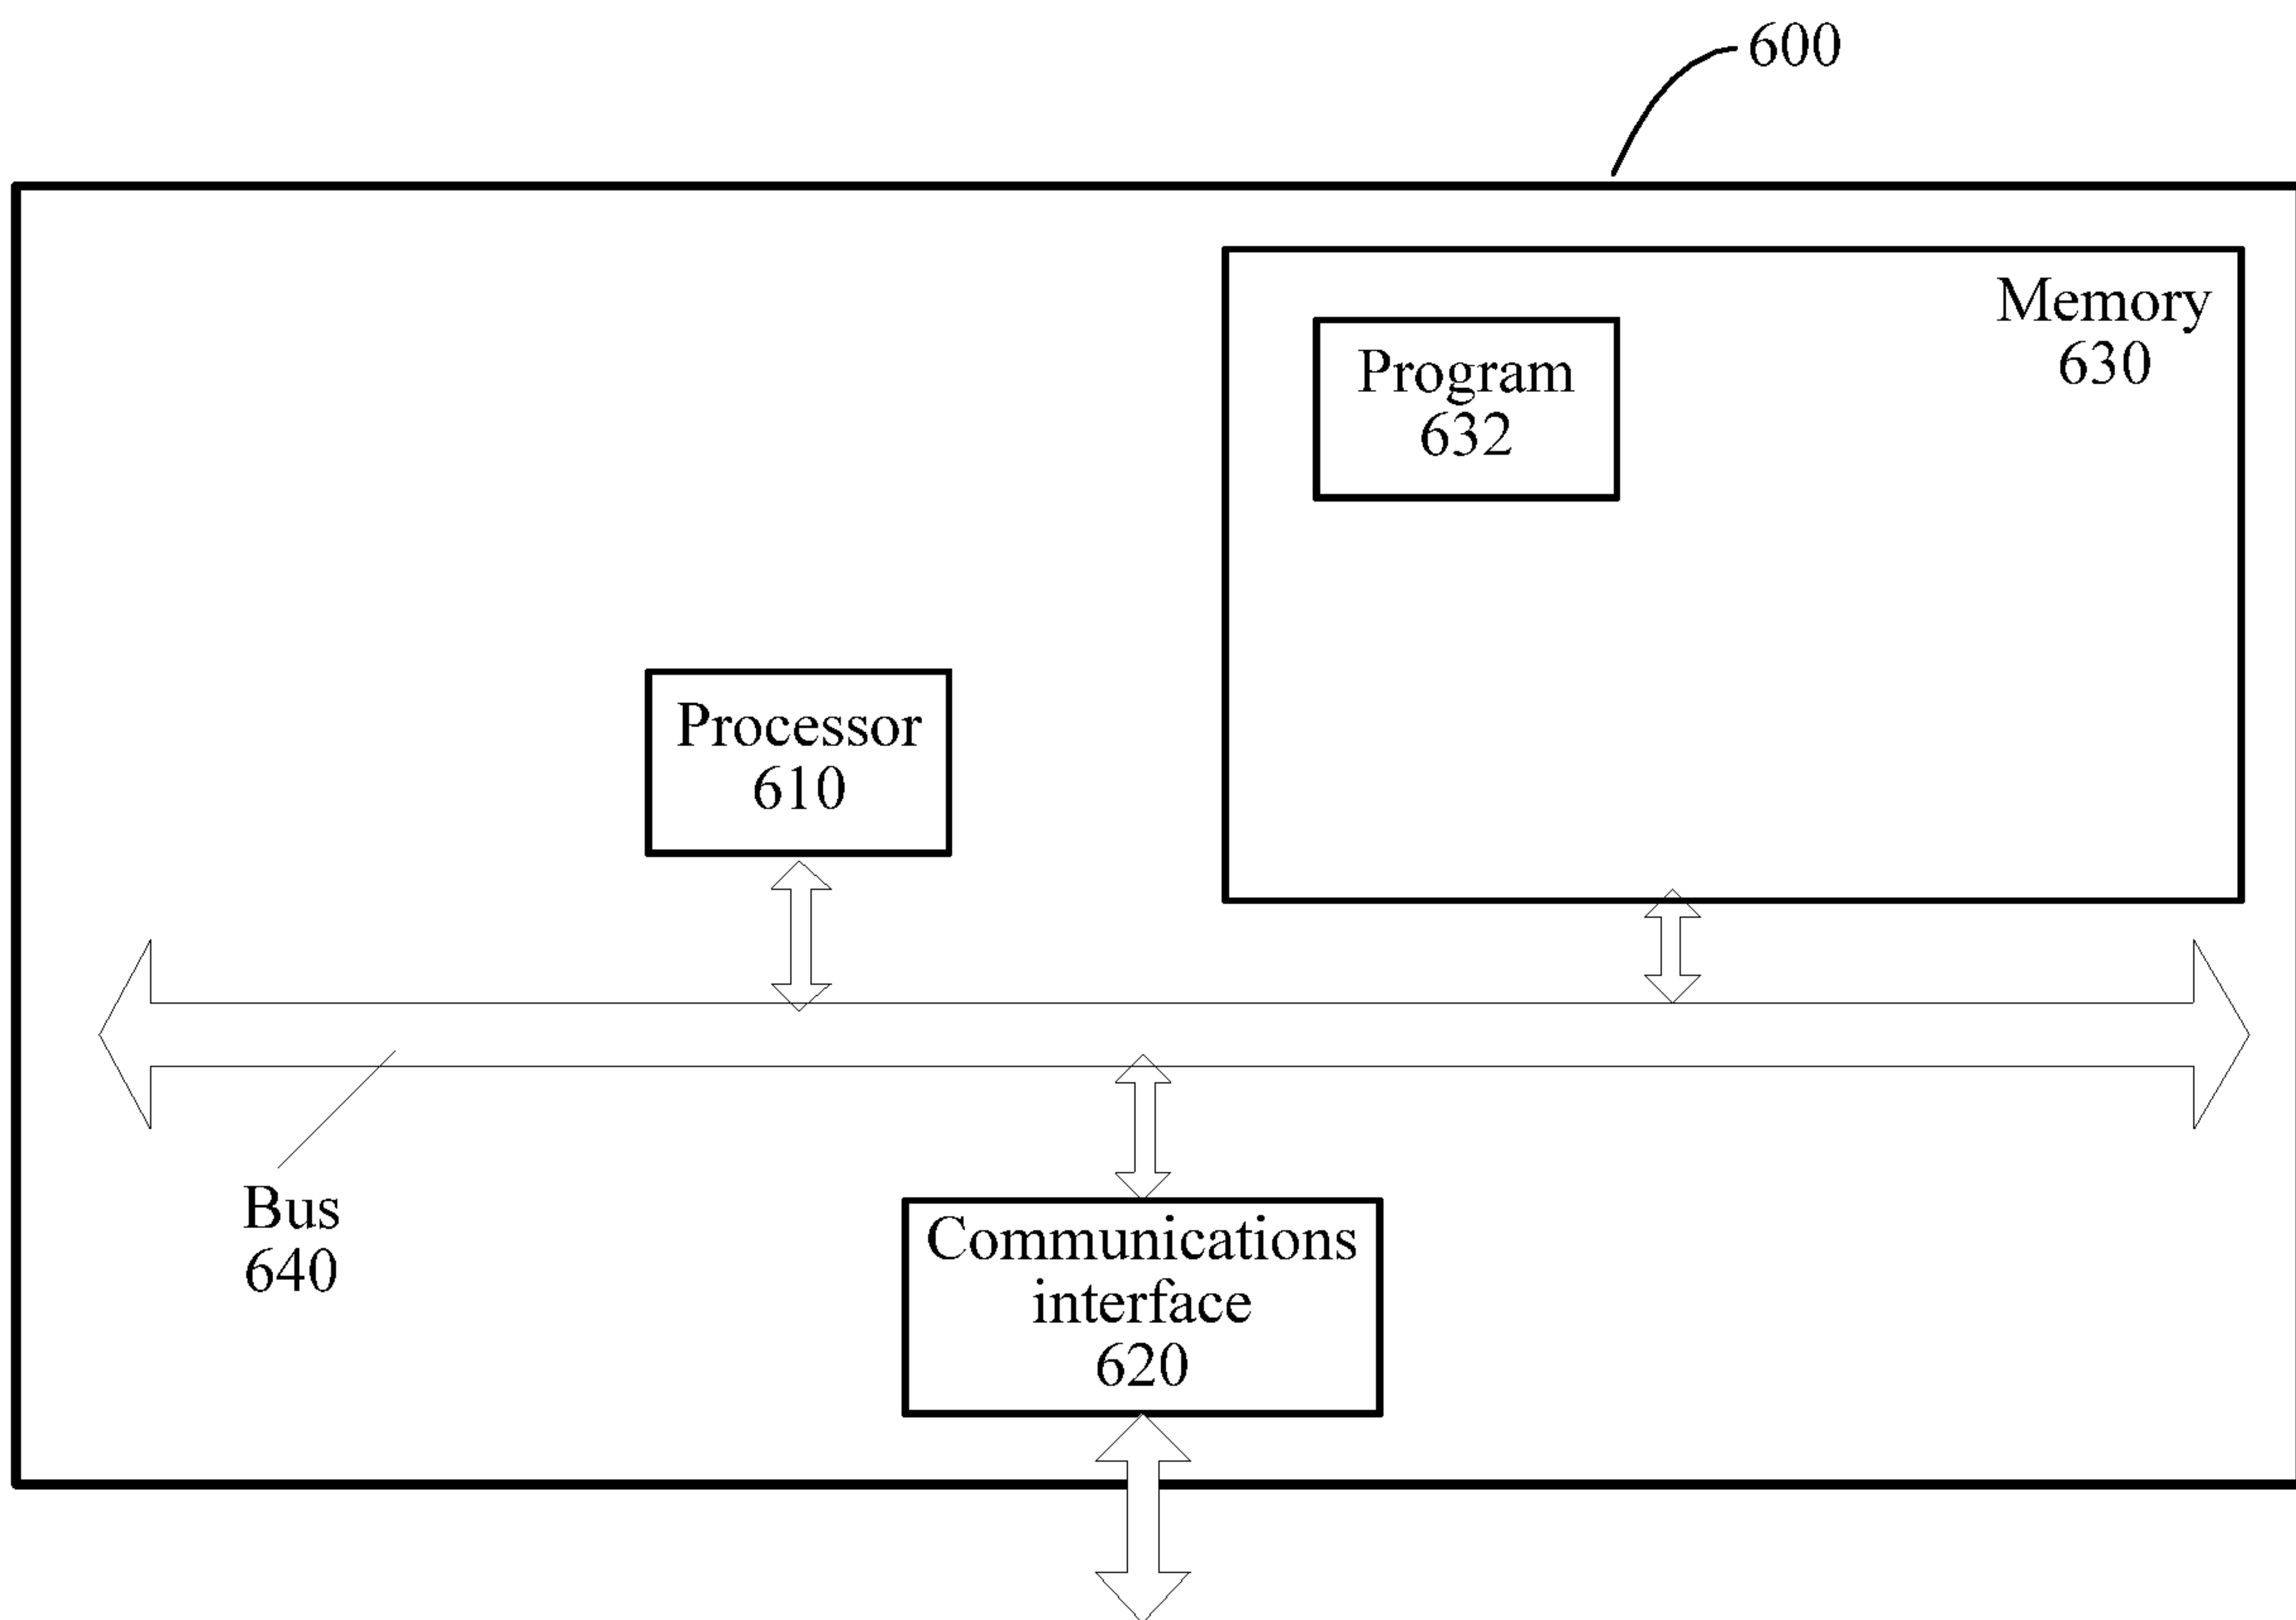 600
Memory
630
Program
632
Processor
610
Bus
640
Communications
interface
620